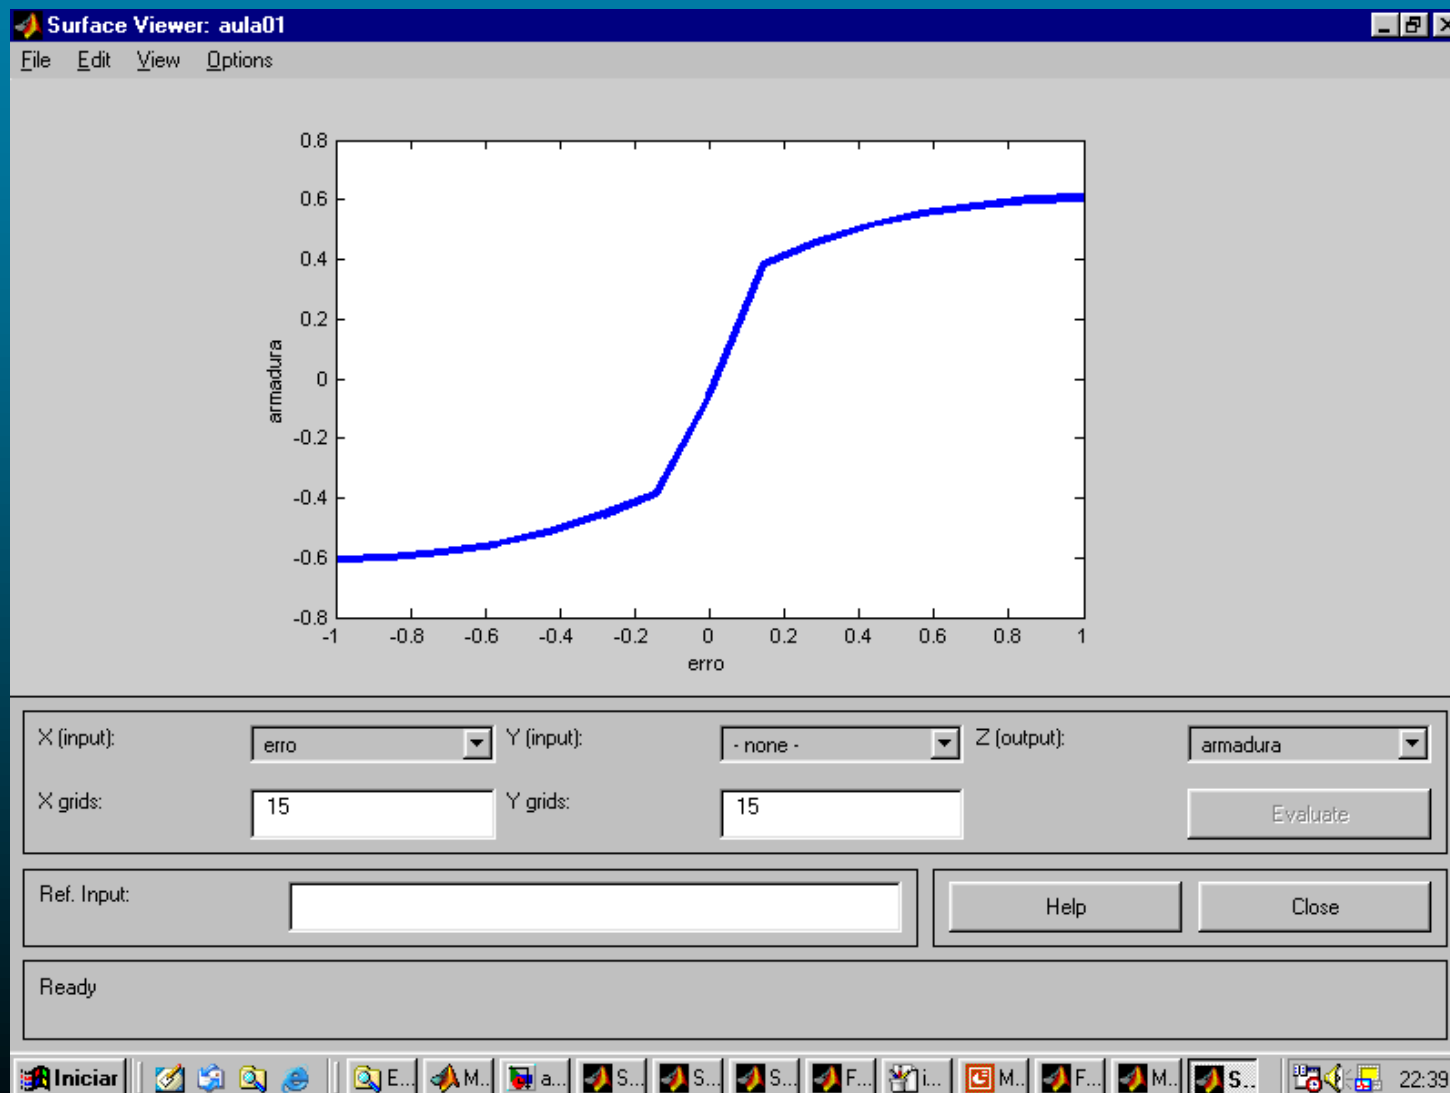 Surface Viewer: aula01
File Edit View Options
0.8
0.6
0.4
0.2
0
-0.2
-0.4
-0.6
-0.8
armadura
-1 -0.8 -0.6 -0.4 -0.2 0 0.2 0.4 0.6 0.8 1
erro
X (input): erro Y (input): - none - Z (output): armadura
X grids: 15 Y grids: 15 Evaluate
Ref. Input: Help Close
Ready
Iniciar E... M... a... S... S... S... F... i... M... F... M... S... 22:39